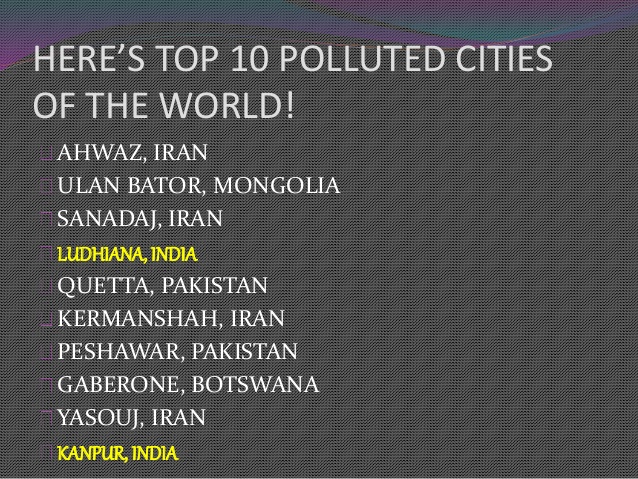 HERE'S TOP 10 POLLUTED CITIES
OF THE WORLD!
AHWAZ, IRAN
ULAN BATOR, MONGOLIA
SANADAJ, IRAN
LUDHIANA, INDIA
QUETTA, PAKISTAN
KERMANSHAH, IRAN
PESHAWAR, PAKISTAN
GABERONE, BOTSWANA
YASOUJ, IRAN
KANPUR, INDIA